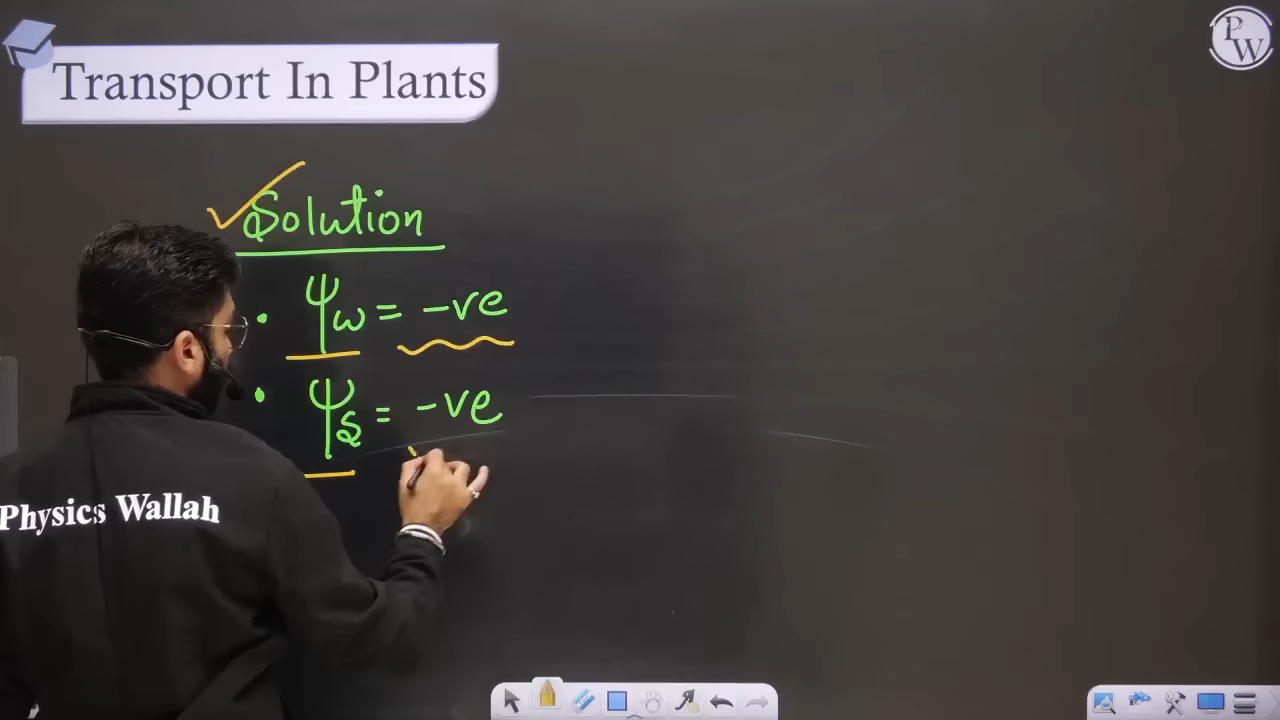 PW
Transport In Plants
Solution
• ψw = -ve
• ψs = -ve
Physics Wallah